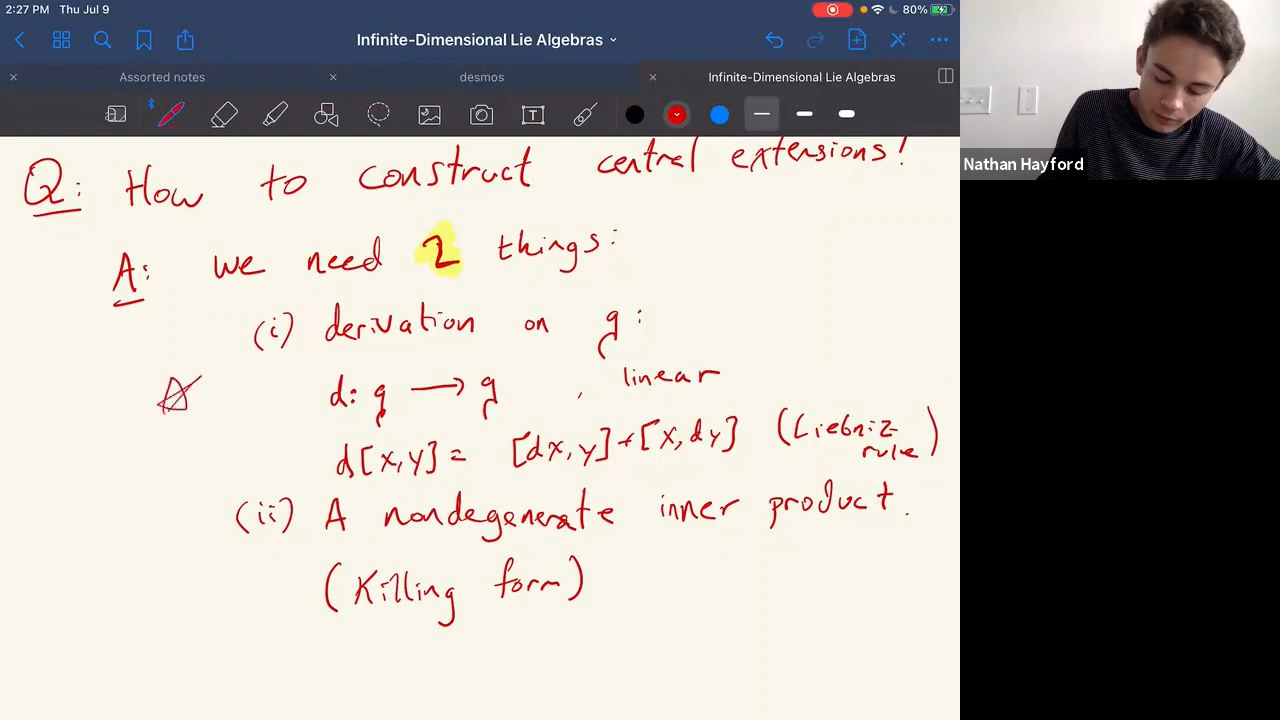 2:27 PM Thu Jul 9
80%
Infinite-Dimensional Lie Algebras
Assorted notes
desmos
Infinite-Dimensional Lie Algebras
T
Nathan Hayford
Q: How to construct central extensions!
A: we need 2 things:
(i) derivation on g:
d: g → g , linear
d[x,y] = [dx,y]+[x,dy] (Liebniz rule)
(ii) A nondegenerate inner product.
(Killing form)